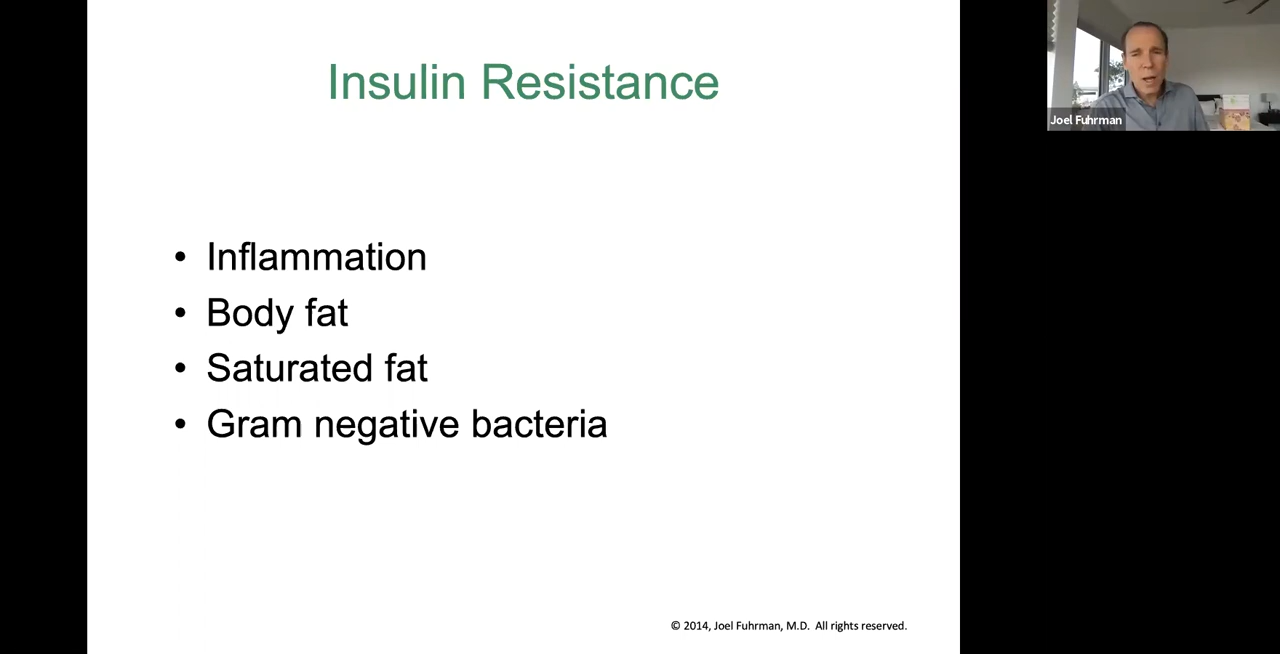 Insulin Resistance
• Inflammation
• Body fat
• Saturated fat
• Gram negative bacteria
© 2014, Joel Fuhrman, M.D. All rights reserved.
Joel Fuhrman